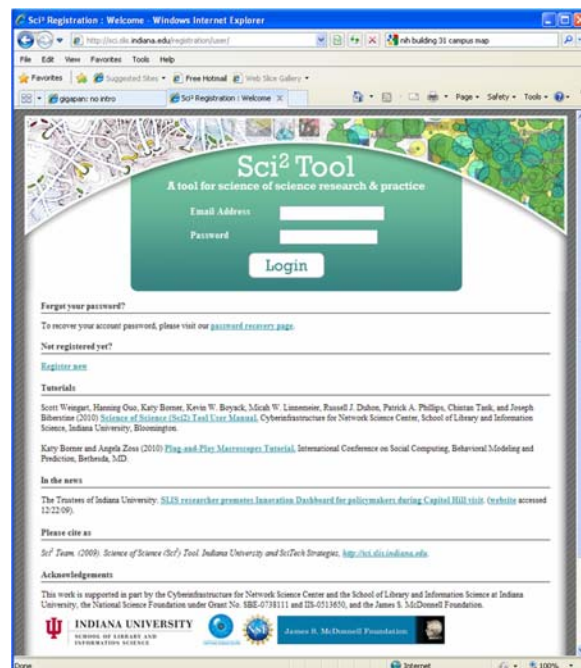 Sci² Registration : Welcome - Windows Internet Explorer
http://sci.slis.indiana.edu/registration/user/
nih building 31 campus map
File Edit View Favorites Tools Help
Favorites Suggested Sites Free Hotmail Web Slice Gallery
gigapan: no intro Sci² Registration : Welcome Page Safety Tools
Sci² Tool
A tool for science of science research & practice
Email Address
Password
Login
Forgot your password?
To recover your account password, please visit our password recovery page.
Not registered yet?
Register new
Tutorials
Scott Weingart, Hanning Guo, Katy Borner, Kevin W. Boyack, Micah W. Linnemeier, Russell J. Duhon, Patrick A. Phillips, Chintan Tank, and Joseph
Biberstine (2010) Science of Science (Sci2) Tool User Manual, Cyberinfrastructure for Network Science Center, School of Library and Information
Science, Indiana University, Bloomington.
Katy Borner and Angela Zoss (2010) Plug-and-Play Macroscopes Tutorial, International Conference on Social Computing, Behavioral Modeling and
Prediction, Bethesda, MD.
In the news
The Trustees of Indiana University. SLIS researcher promotes Innovation Dashboard for policymakers during Capitol Hill visit. (website accessed
12/22/09).
Please cite as
Sci² Team. (2009). Science of Science (Sci²) Tool. Indiana University and SciTech Strategies, http://sci.slis.indiana.edu.
Acknowledgements
This work is supported in part by the Cyberinfrastructure for Network Science Center and the School of Library and Information Science at Indiana
University, the National Science Foundation under Grant No. SBE-0738111 and IIS-0513650, and the James S. McDonnell Foundation.
INDIANA UNIVERSITY
SCHOOL OF LIBRARY AND
INFORMATION SCIENCE
NSF
James S. McDonnell Foundation
Done Internet 100%